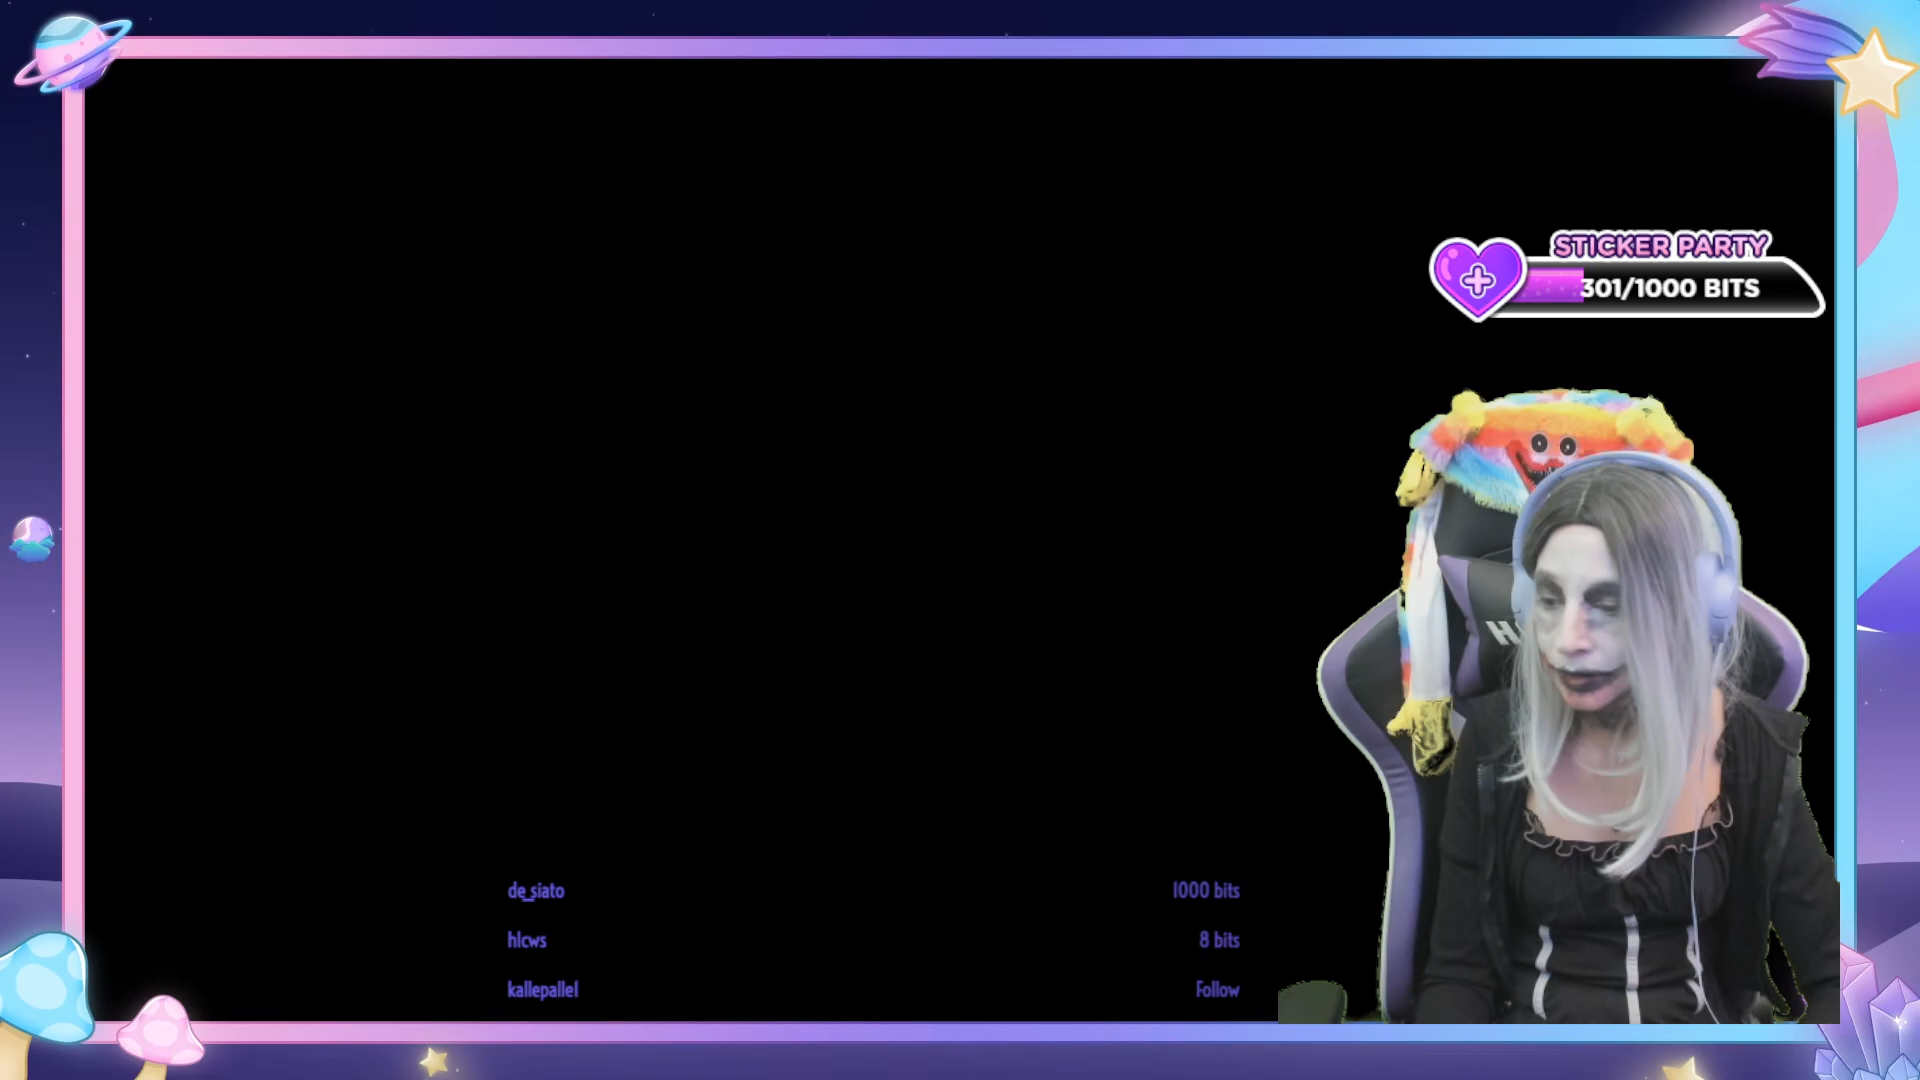 STICKER PARTY
301/1000 BITS
de_siato 1000 bits
hlcws 8 bits
kallepallel Follow